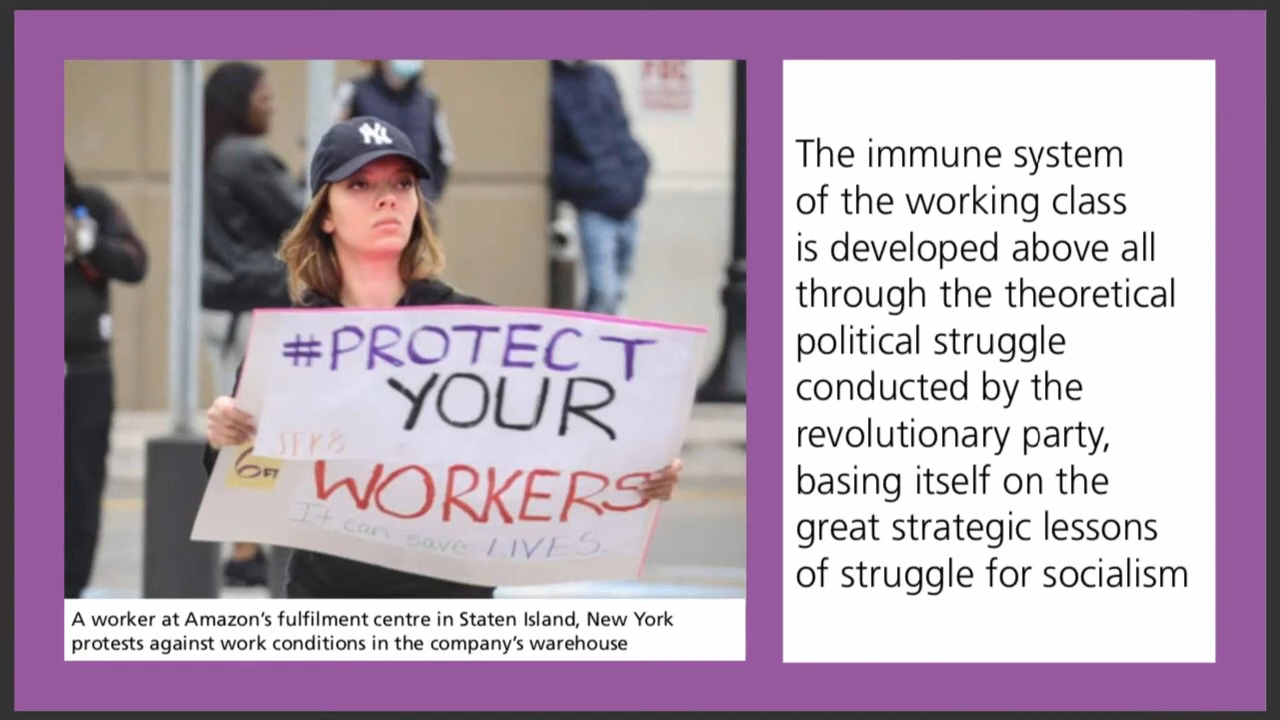 NY
#PROTECT
YOUR
JFK8
6FT
WORKERS
It can save LIVES.
A worker at Amazon's fulfilment centre in Staten Island, New York
protests against work conditions in the company's warehouse
The immune system
of the working class
is developed above all
through the theoretical
political struggle
conducted by the
revolutionary party,
basing itself on the
great strategic lessons
of struggle for socialism